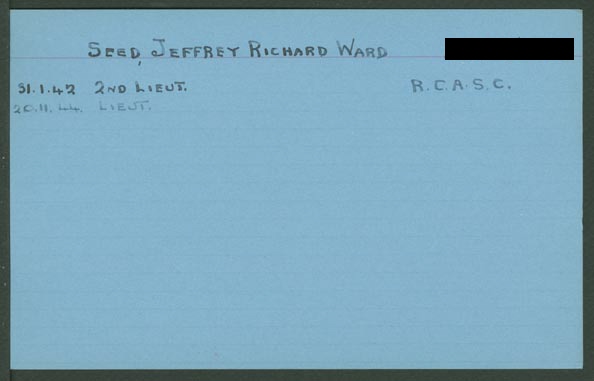 SEED, JEFFREY RICHARD WARD
31.1.42 2ND LIEUT. R.C.A.S.C.
20.11.44. LIEUT.